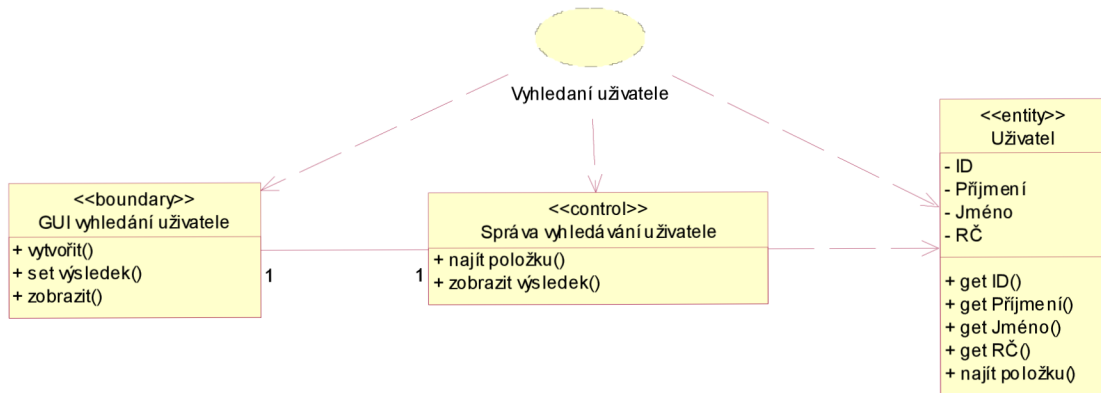 Vyhledaní uživatele
<<boundary>>
GUI vyhledání uživatele
+ vytvořit()
+ set výsledek()
+ zobrazit()
1
1
<<control>>
Správa vyhledávání uživatele
+ najít položku()
+ zobrazit výsledek()
<<entity>>
Uživatel
- ID
- Příjmení
- Jméno
- RČ
+ get ID()
+ get Příjmení()
+ get Jméno()
+ get RČ()
+ najít položku()